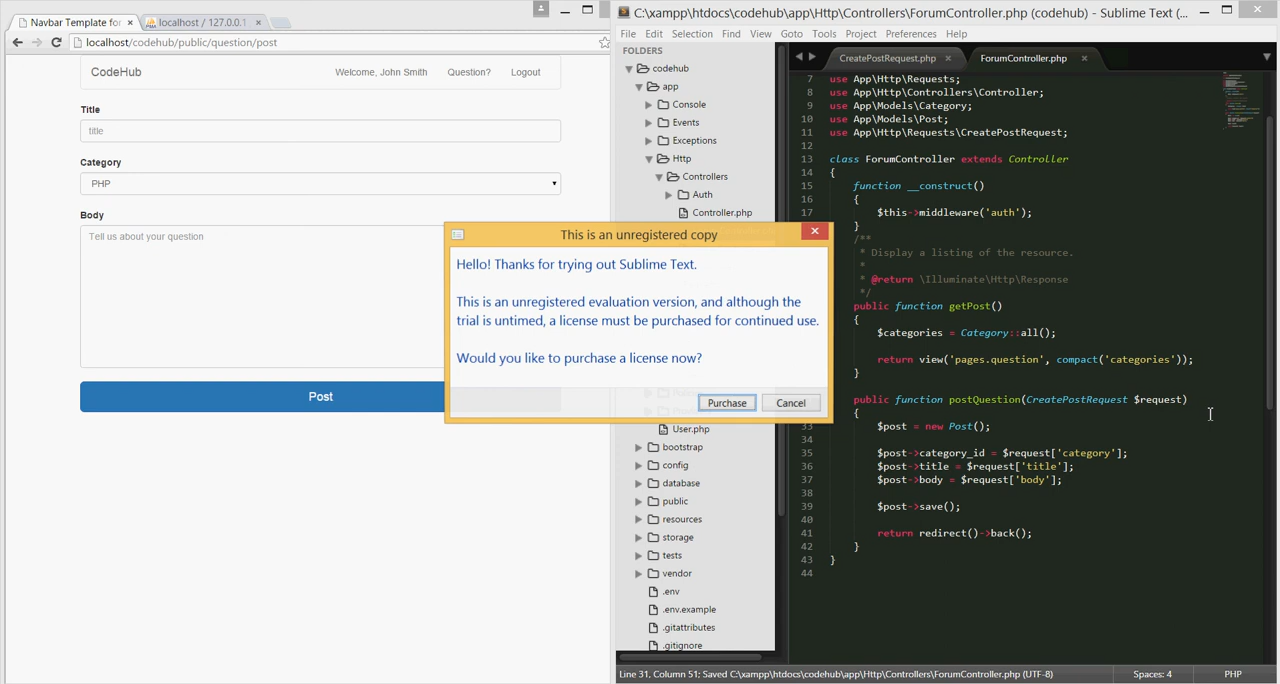 Navbar Template for
localhost / 127.0.0.1
localhost/codehub/public/question/post
CodeHub
Welcome, John Smith
Question?
Logout
Title
title
Category
PHP
Body
Tell us about your question
Post
C:\xampp\htdocs\codehub\app\Http\Controllers\ForumController.php (codehub) - Sublime Text (...
File Edit Selection Find View Goto Tools Project Preferences Help
FOLDERS
codehub
app
Console
Events
Exceptions
Http
Controllers
Auth
Controller.php
User.php
bootstrap
config
database
public
resources
storage
tests
vendor
.env
.env.example
.gitattributes
.gitignore
This is an unregistered copy
Hello! Thanks for trying out Sublime Text.
This is an unregistered evaluation version, and although the
trial is untimed, a license must be purchased for continued use.
Would you like to purchase a license now?
Purchase
Cancel
CreatePostRequest.php
ForumController.php
7 use App\Http\Requests;
8 use App\Http\Controllers\Controller;
9 use App\Models\Category;
10 use App\Models\Post;
11 use App\Http\Requests\CreatePostRequest;
12
13 class ForumController extends Controller
14 {
15 function __construct()
16 {
17 $this->middleware('auth');
}
/**
* Display a listing of the resource.
*
* @return \Illuminate\Http\Response
*/
public function getPost()
{
$categories = Category::all();
return view('pages.question', compact('categories'));
}
public function postQuestion(CreatePostRequest $request)
{
33 $post = new Post();
34
35 $post->category_id = $request['category'];
36 $post->title = $request['title'];
37 $post->body = $request['body'];
38
39 $post->save();
40
41 return redirect()->back();
42 }
43 }
44
Line 31, Column 51; Saved C:\xampp\htdocs\codehub\app\Http\Controllers\ForumController.php (UTF-8)
Spaces: 4
PHP